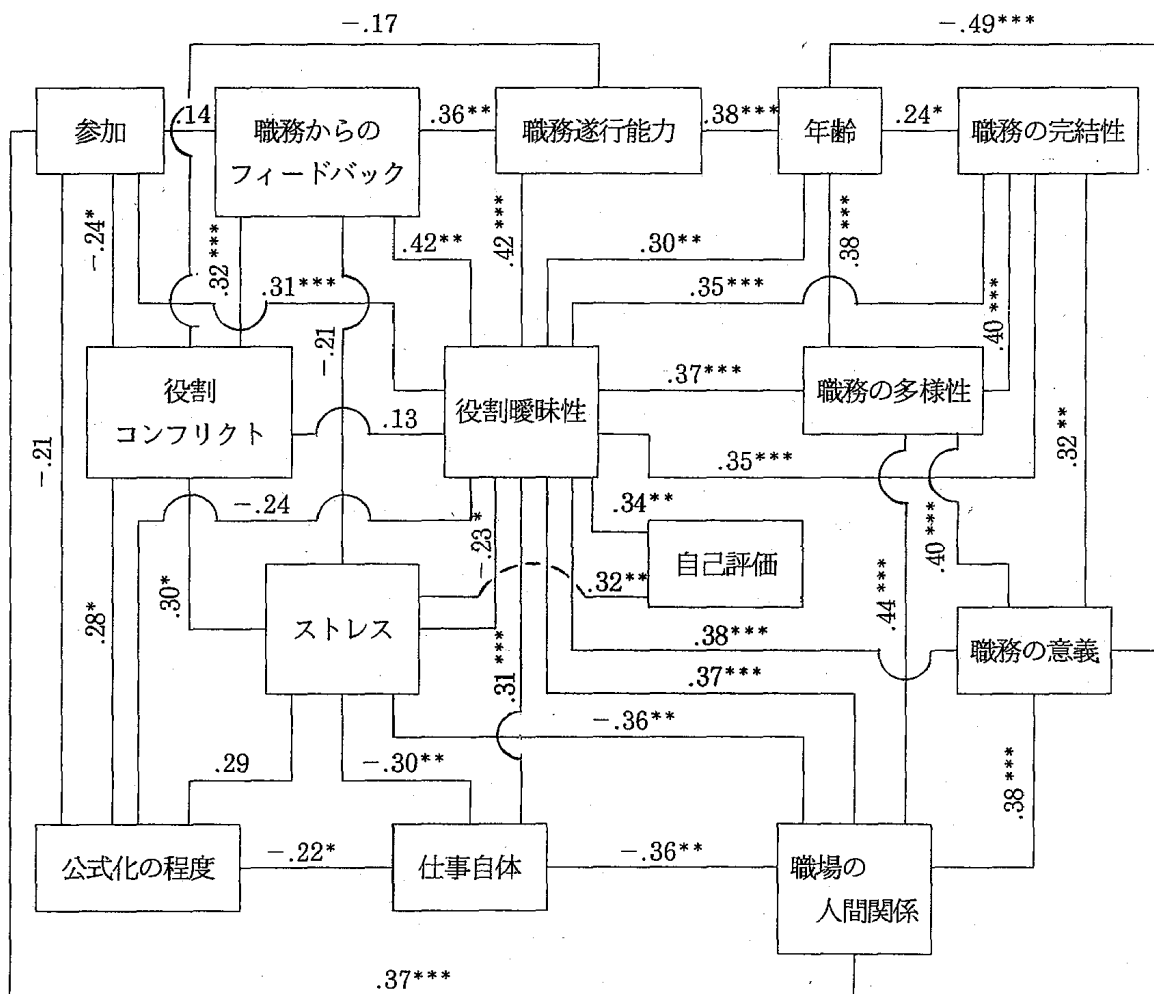 −.17
−.49***
参加
.14
職務からの
フィードバック
.36**
職務遂行能力
.38***
年齢
.24*
職務の完結性
−.24*
.32***
.42**
.42***
.30**
.38***
.31***
.35***
.40***
−.21
役割
コンフリクト
.13
役割曖昧性
.37***
職務の多様性
−.21
.35***
.32**
−.24
.34**
−.23*
自己評価
.40***
.28*
.30*
ストレス
.32**
.44***
.38***
職務の意義
.31***
.37***
−.36**
.29
−.30**
.38***
公式化の程度
−.22*
仕事自体
−.36**
職場の
人間関係
.37***